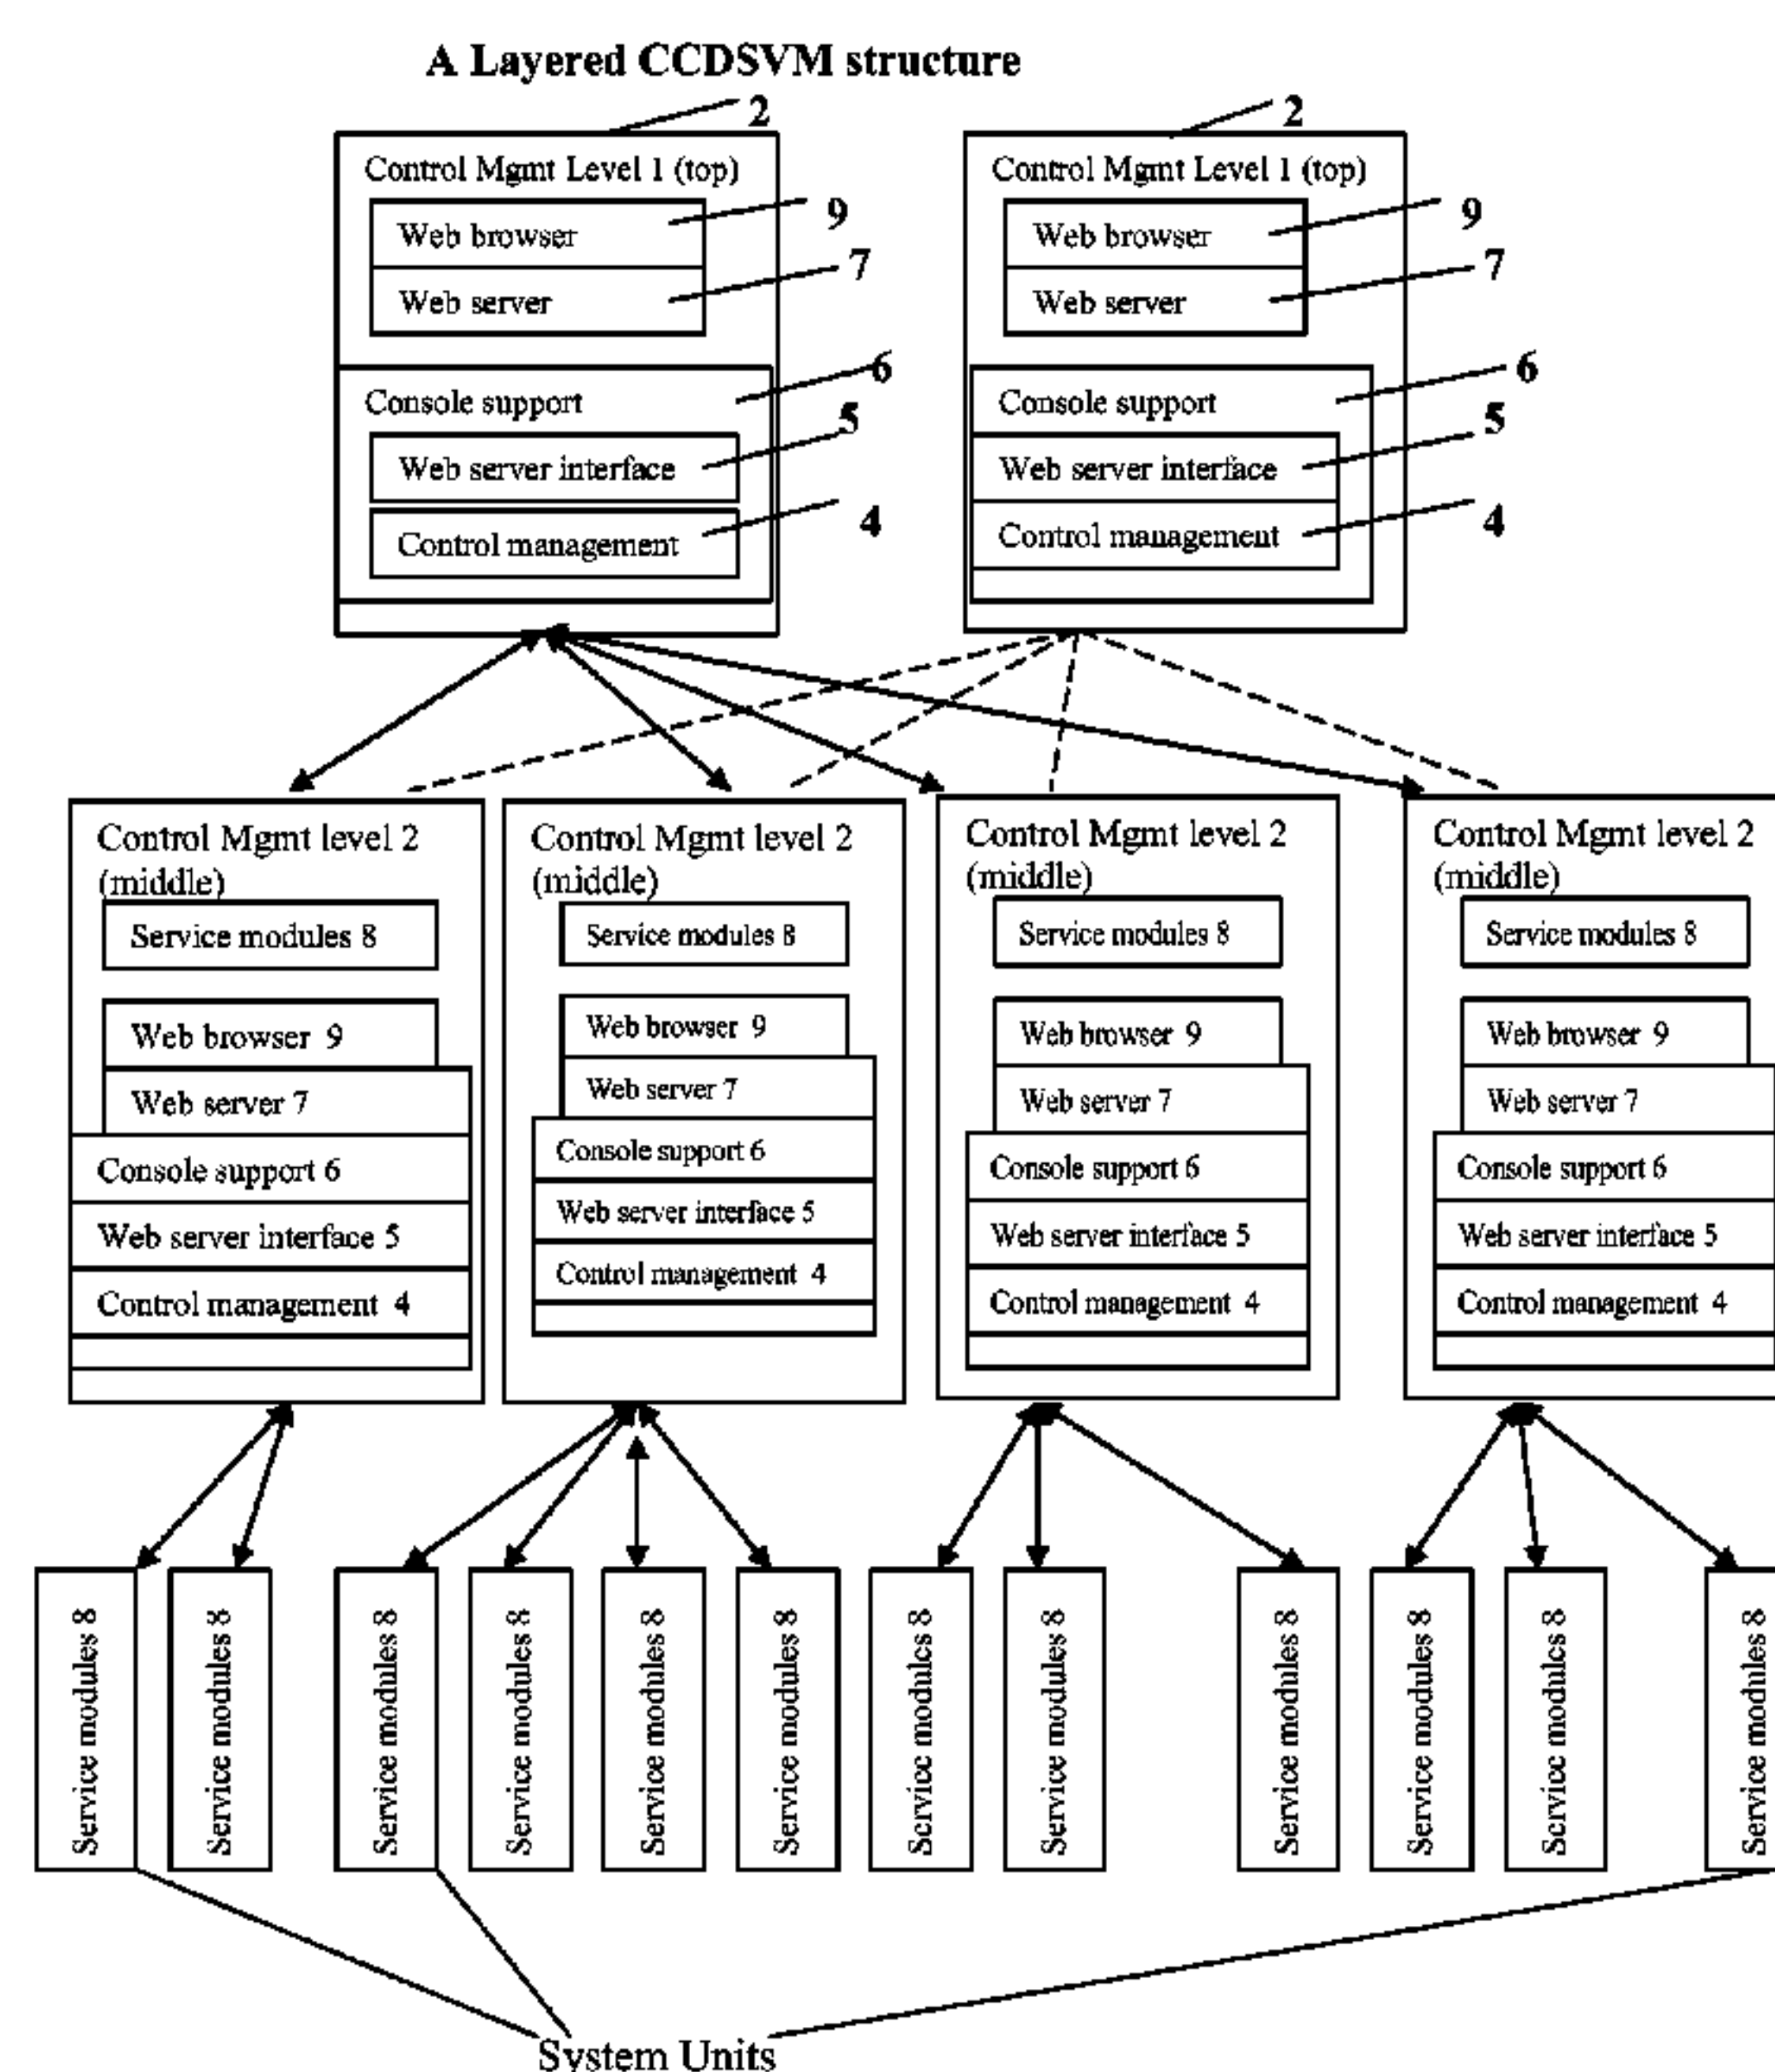 A Layered CCDSVM structure
2
Control Mgmt Level 1 (top)
Web browser
9
Web server
7
Console support
6
Web server interface
5
Control management
4
2
Control Mgmt Level 1 (top)
Web browser
9
Web server
7
Console support
6
Web server interface
5
Control management
4
Control Mgmt level 2
(middle)
Service modules 8
Web browser 9
Web server 7
Console support 6
Web server interface 5
Control management 4
Control Mgmt level 2
(middle)
Service modules 8
Web browser 9
Web server 7
Console support 6
Web server interface 5
Control management 4
Control Mgmt level 2
(middle)
Service modules 8
Web browser 9
Web server 7
Console support 6
Web server interface 5
Control management 4
Control Mgmt level 2
(middle)
Service modules 8
Web browser 9
Web server 7
Console support 6
Web server interface 5
Control management 4
Service modules 8
Service modules 8
Service modules 8
Service modules 8
Service modules 8
Service modules 8
Service modules 8
Service modules 8
Service modules 8
Service modules 8
Service modules 8
Service modules 8
System Units